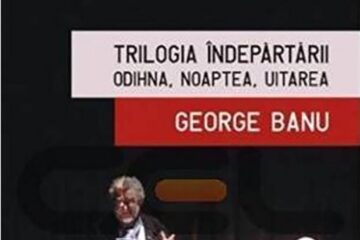 TRILOGIA ÎNDEPĂRTĂRII
ODIHNA, NOAPTEA, UITAREA
GEORGE BANU